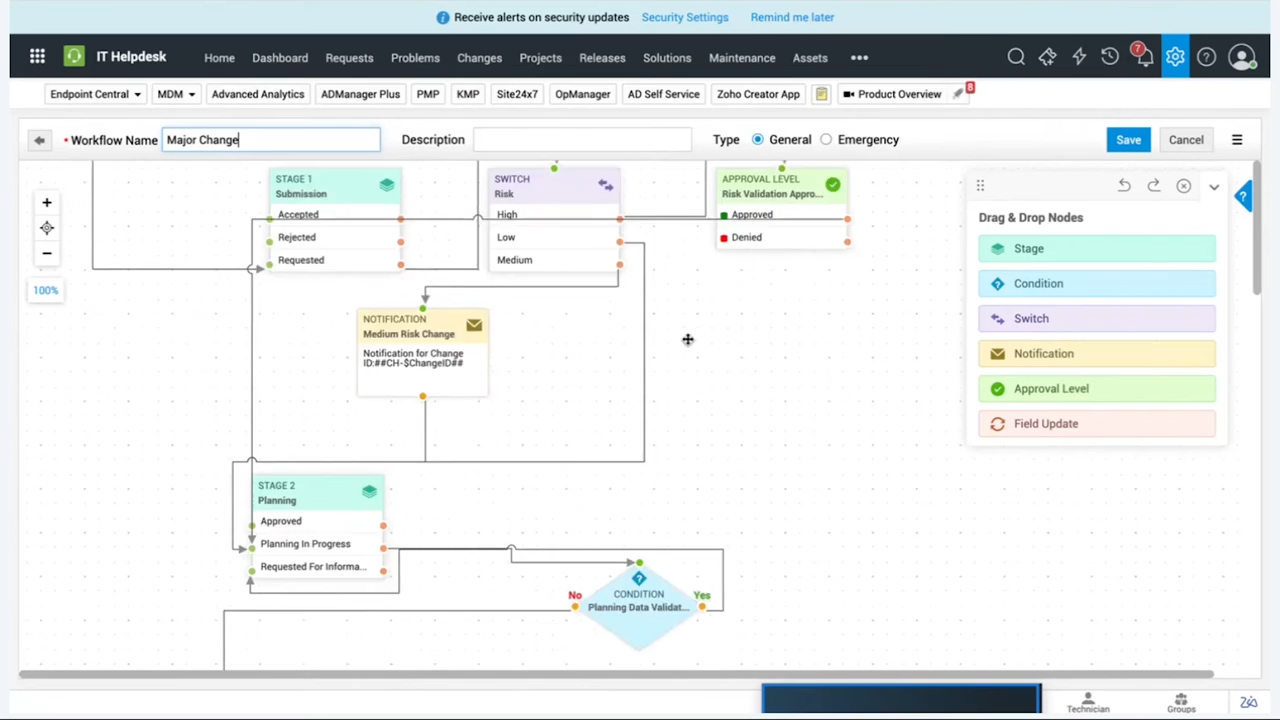 Receive alerts on security updates Security Settings Remind me later
IT Helpdesk Home Dashboard Requests Problems Changes Projects Releases Solutions Maintenance Assets ••• 7
Endpoint Central MDM Advanced Analytics ADManager Plus PMP KMP Site24x7 OpManager AD Self Service Zoho Creator App Product Overview 8
* Workflow Name Major Change Description Type General Emergency Save Cancel
STAGE 1
Submission
Accepted
Rejected
Requested
SWITCH
Risk
High
Low
Medium
APPROVAL LEVEL
Risk Validation Appro...
Approved
Denied
100%
NOTIFICATION
Medium Risk Change
Notification for Change
ID:##CH-$ChangeID##
STAGE 2
Planning
Approved
Planning In Progress
Requested For Informa...
No
CONDITION
Planning Data Validat...
Yes
Drag & Drop Nodes
Stage
Condition
Switch
Notification
Approval Level
Field Update
Technician Groups